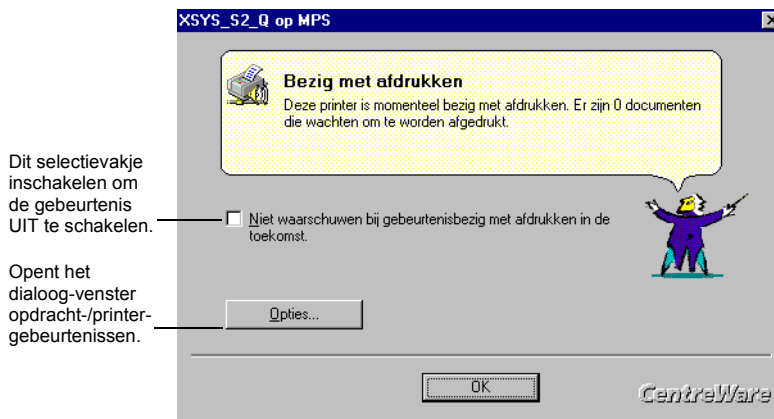 XSYS_S2_Q op MPS
Bezig met afdrukken
Deze printer is momenteel bezig met afdrukken. Er zijn 0 documenten
die wachten om te worden afgedrukt.
Dit selectievakje
inschakelen om
de gebeurtenis
UIT te schakelen.
Niet waarschuwen bij gebeurtenisbezig met afdrukken in de
toekomst.
Opent het
dialoog-venster
opdracht-/printer-
gebeurtenissen.
Opties...
OK
CentreWare